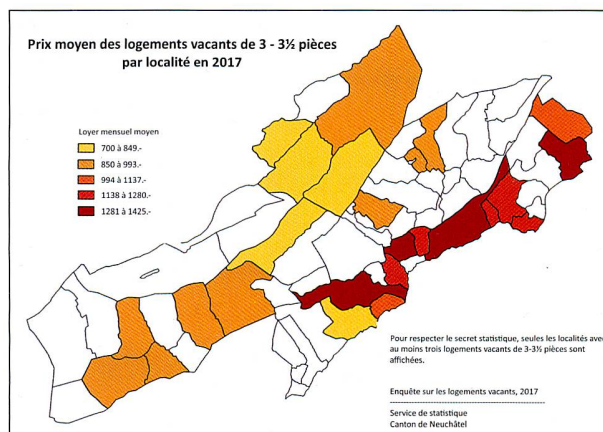 Prix moyen des logements vacants de 3 - 3½ pièces
par localité en 2017
Loyer mensuel moyen
700 à 849.-
850 à 993.-
994 à 1137.-
1138 à 1280.-
1281 à 1425.-
Pour respecter le secret statistique, seules les localités avec
au moins trois logements vacants de 3-3½ pièces sont
affichées.
Enquête sur les logements vacants, 2017
Service de statistique
Canton de Neuchâtel